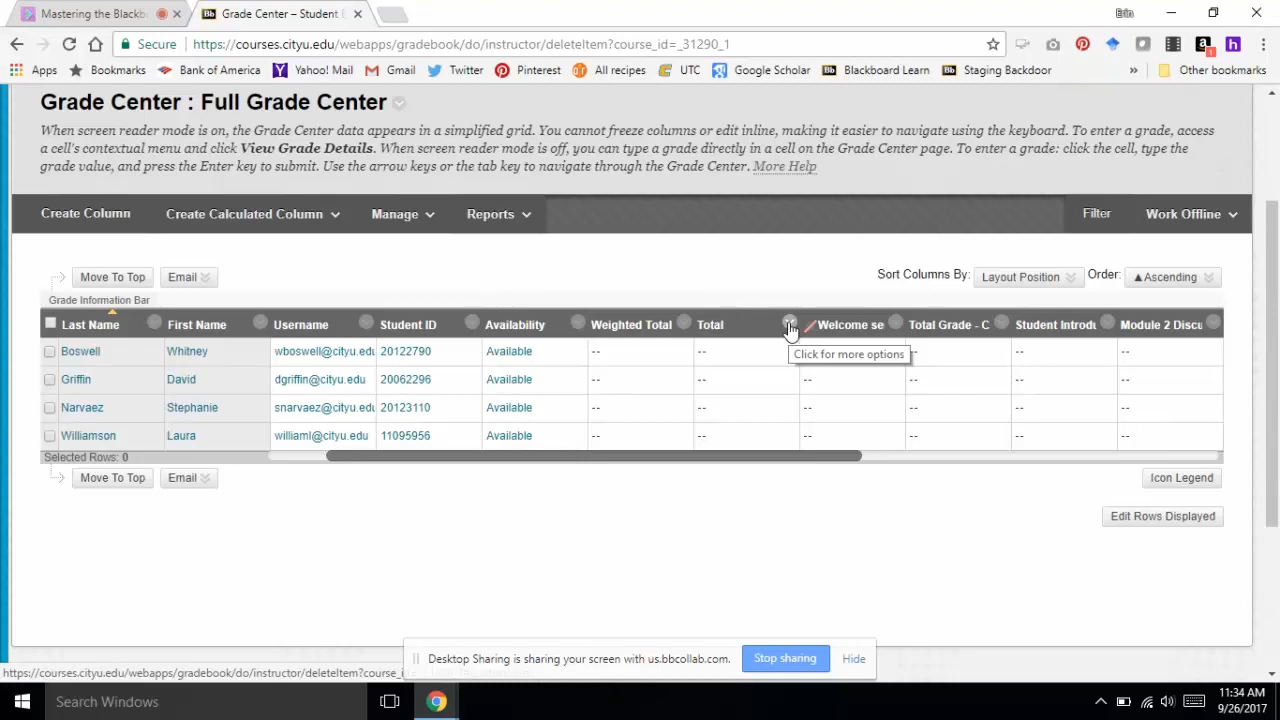 Mastering the Blackb
Grade Center – Student
Erin
Secure
https://courses.cityu.edu/webapps/gradebook/do/instructor/deleteItem?course_id=_31290_1
Apps Bookmarks Bank of America Yahoo! Mail Gmail Twitter Pinterest All recipes UTC Google Scholar Blackboard Learn Staging Backdoor » Other bookmarks
Grade Center : Full Grade Center
When screen reader mode is on, the Grade Center data appears in a simplified grid. You cannot freeze columns or edit inline, making it easier to navigate using the keyboard. To enter a grade, access
a cell's contextual menu and click View Grade Details. When screen reader mode is off, you can type a grade directly in a cell on the Grade Center page. To enter a grade: click the cell, type the
grade value, and press the Enter key to submit. Use the arrow keys or the tab key to navigate through the Grade Center. More Help
Create Column Create Calculated Column Manage Reports Filter Work Offline
Move To Top Email Sort Columns By: Layout Position Order: ▲Ascending
Grade Information Bar
Last Name First Name Username Student ID Availability Weighted Total Total Welcome se Total Grade - C Student Introdu Module 2 Discu
Boswell Whitney wboswell@cityu.edu 20122790 Available -- -- -- -- --
Click for more options
Griffin David dgriffin@cityu.edu 20062296 Available -- -- -- -- -- --
Narvaez Stephanie snarvaez@cityu.edu 20123110 Available -- -- -- -- -- --
Williamson Laura williaml@cityu.edu 11095956 Available -- -- -- -- -- --
Selected Rows: 0
Move To Top Email Icon Legend
Edit Rows Displayed
Desktop Sharing is sharing your screen with us.bbcollab.com. Stop sharing Hide
https://courses.cityu.edu/webapps/gradebook/do/instructor/deleteItem?course_
Search Windows
11:34 AM
9/26/2017